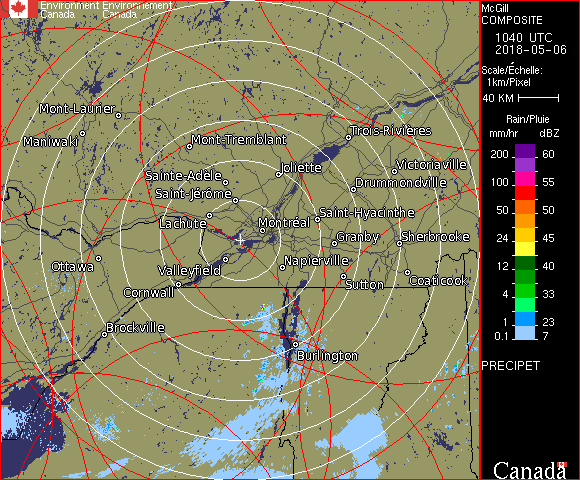 Environment Environnement
Canada Canada
McGill
COMPOSITE
1040 UTC
2018-05-06
Scale/Échelle:
1km/Pixel
40 KM
Rain/Pluie
mm/hr dBZ
200 60
150 57
100 55
50 50
24 45
12 40
4 33
1 23
0.1 7
PRECIPET
Canada
Mont-Laurier
Maniwaki
Mont-Tremblant
Trois-Rivières
Sainte-Adèle
Joliette
Victoriaville
Saint-Jérôme
Drummondville
Lachute
Montréal
Saint-Hyacinthe
Granby
Sherbrooke
Ottawa
Valleyfield
Napierville
Cornwall
Sutton
Coaticook
Brockville
Burlington